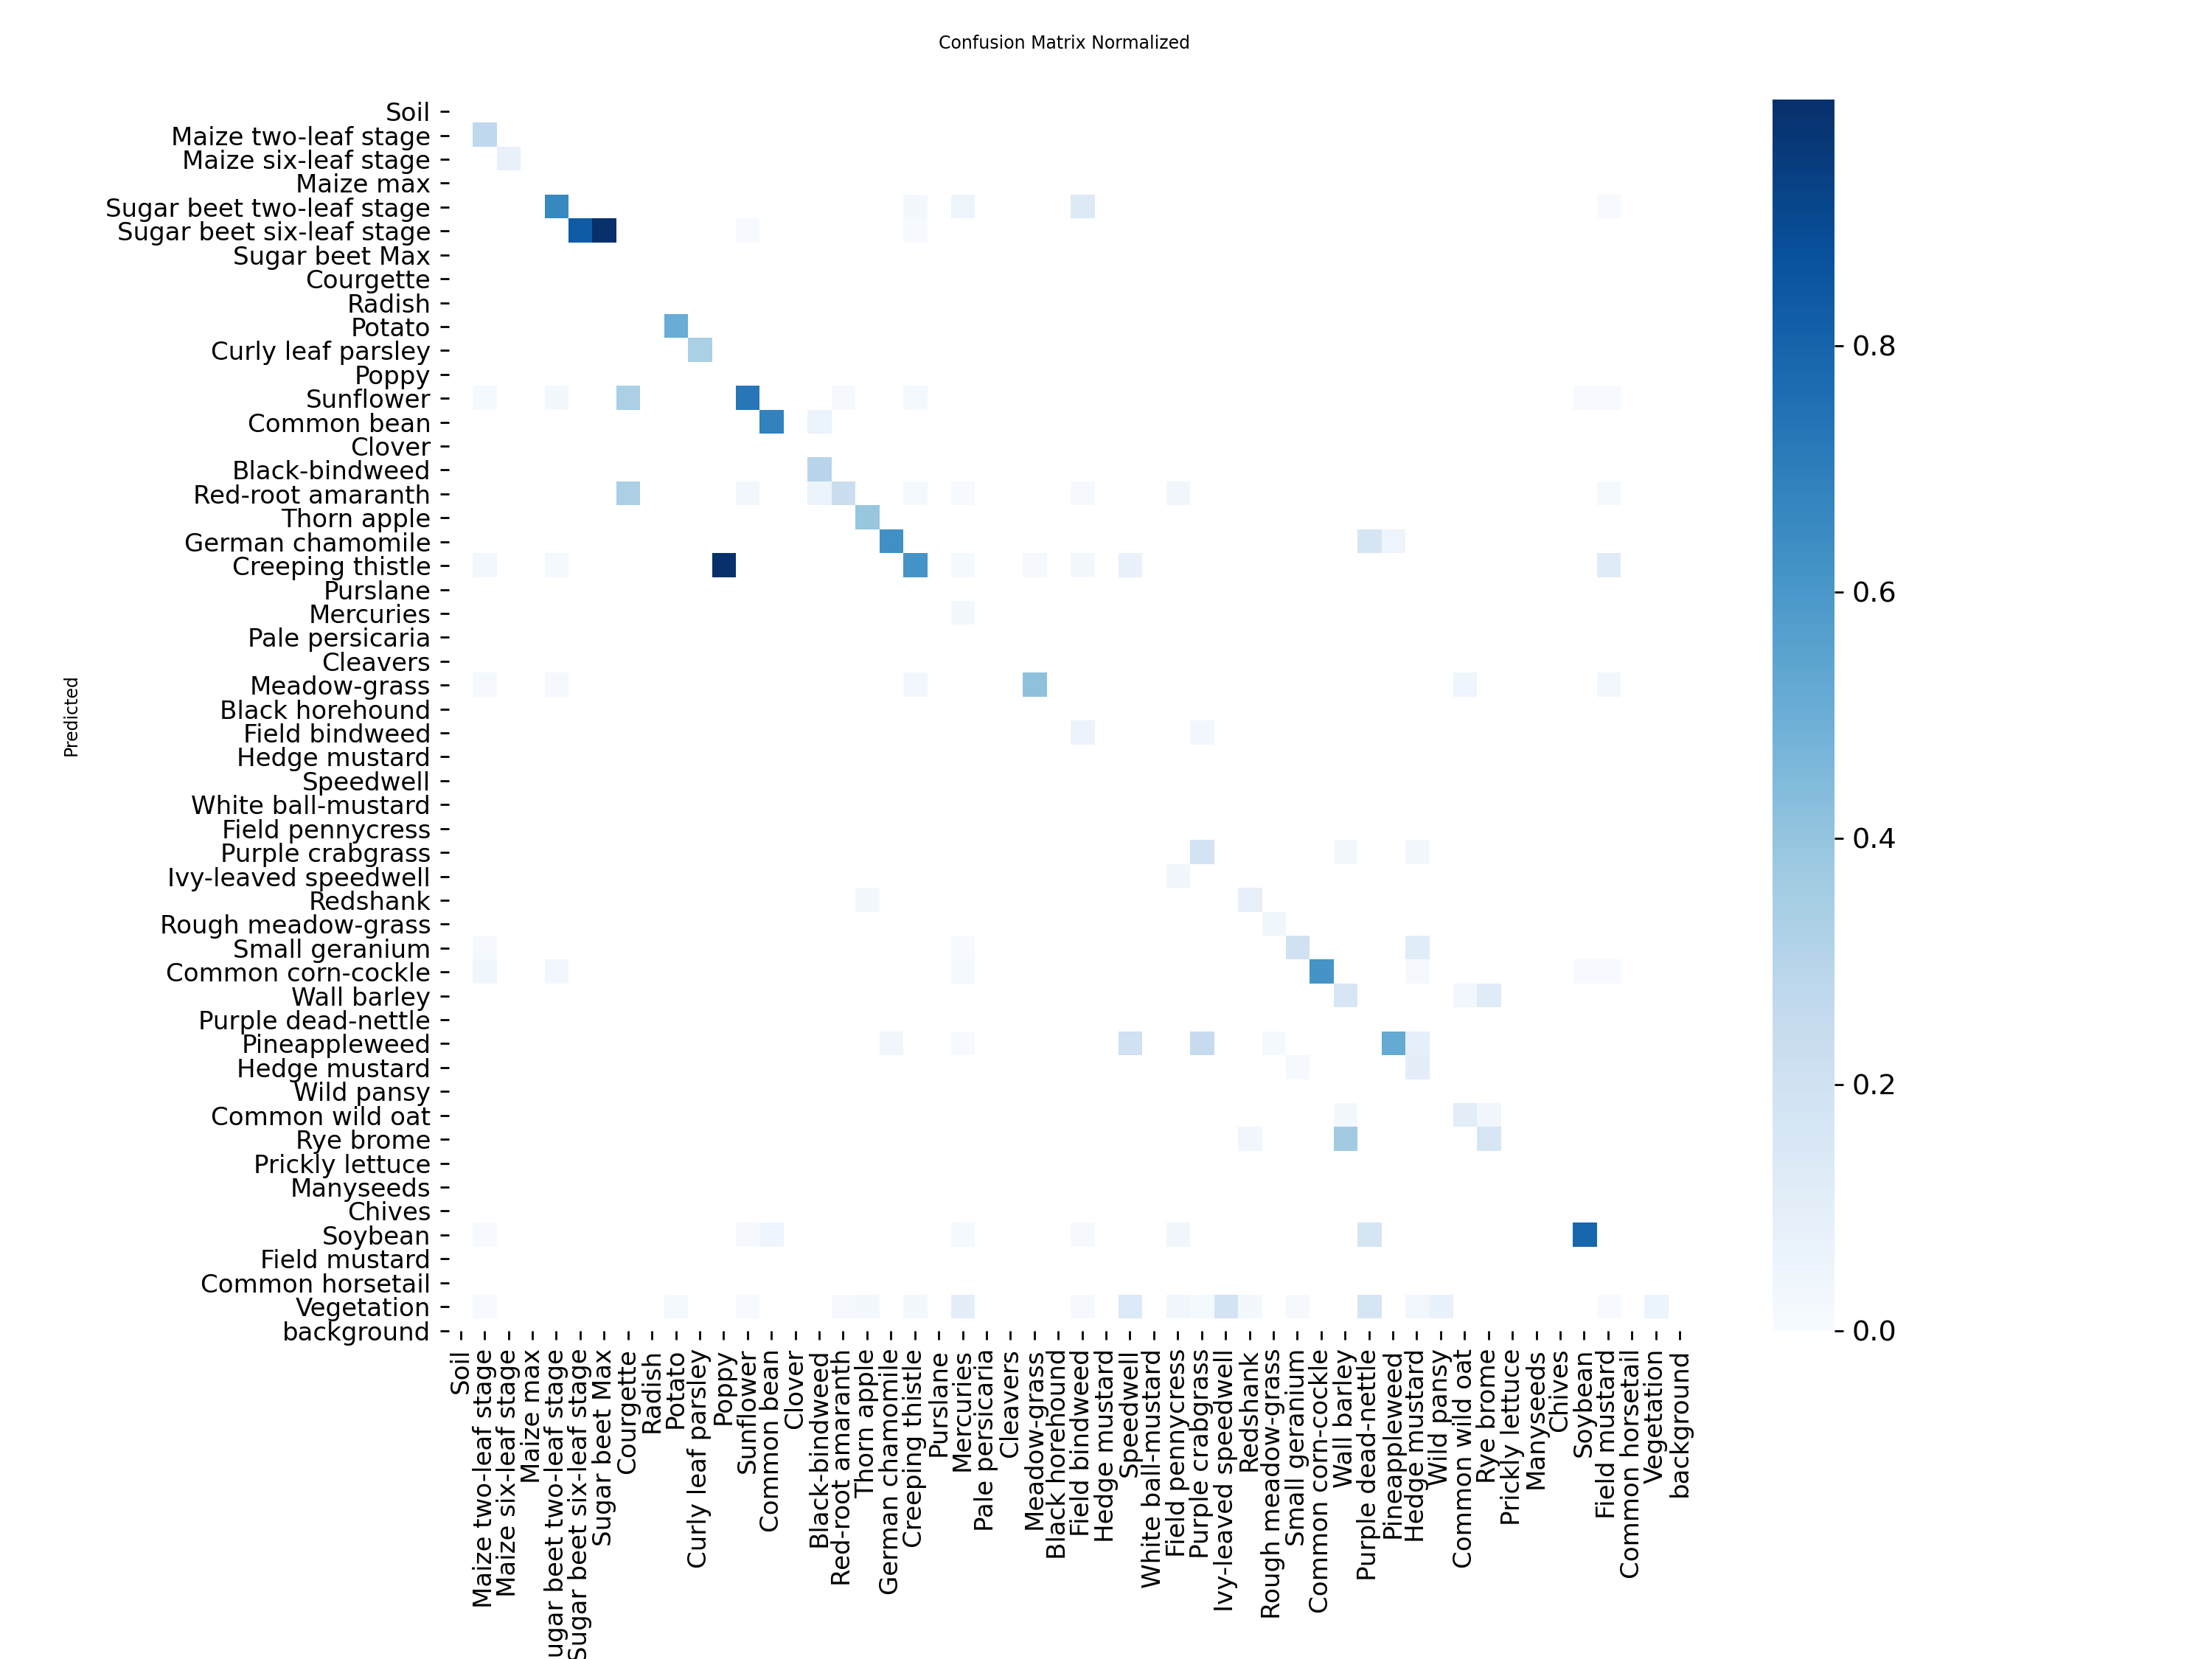 Confusion Matrix Normalized
Predicted
Soil
Maize two-leaf stage
Maize six-leaf stage
Maize max
Sugar beet two-leaf stage
Sugar beet six-leaf stage
Sugar beet Max
Courgette
Radish
Potato
Curly leaf parsley
Poppy
Sunflower
Common bean
Clover
Black-bindweed
Red-root amaranth
Thorn apple
German chamomile
Creeping thistle
Purslane
Mercuries
Pale persicaria
Cleavers
Meadow-grass
Black horehound
Field bindweed
Hedge mustard
Speedwell
White ball-mustard
Field pennycress
Purple crabgrass
Ivy-leaved speedwell
Redshank
Rough meadow-grass
Small geranium
Common corn-cockle
Wall barley
Purple dead-nettle
Pineappleweed
Hedge mustard
Wild pansy
Common wild oat
Rye brome
Prickly lettuce
Manyseeds
Chives
Soybean
Field mustard
Common horsetail
Vegetation
background
Soil
Maize two-leaf stage
Maize six-leaf stage
Maize max
ugar beet two-leaf stage
Sugar beet six-leaf stage
Sugar beet Max
Courgette
Radish
Potato
Curly leaf parsley
Poppy
Sunflower
Common bean
Clover
Black-bindweed
Red-root amaranth
Thorn apple
German chamomile
Creeping thistle
Purslane
Mercuries
Pale persicaria
Cleavers
Meadow-grass
Black horehound
Field bindweed
Hedge mustard
Speedwell
White ball-mustard
Field pennycress
Purple crabgrass
Ivy-leaved speedwell
Redshank
Rough meadow-grass
Small geranium
Common corn-cockle
Wall barley
Purple dead-nettle
Pineappleweed
Hedge mustard
Wild pansy
Common wild oat
Rye brome
Prickly lettuce
Manyseeds
Chives
Soybean
Field mustard
Common horsetail
Vegetation
background
0.8
0.6
0.4
0.2
0.0